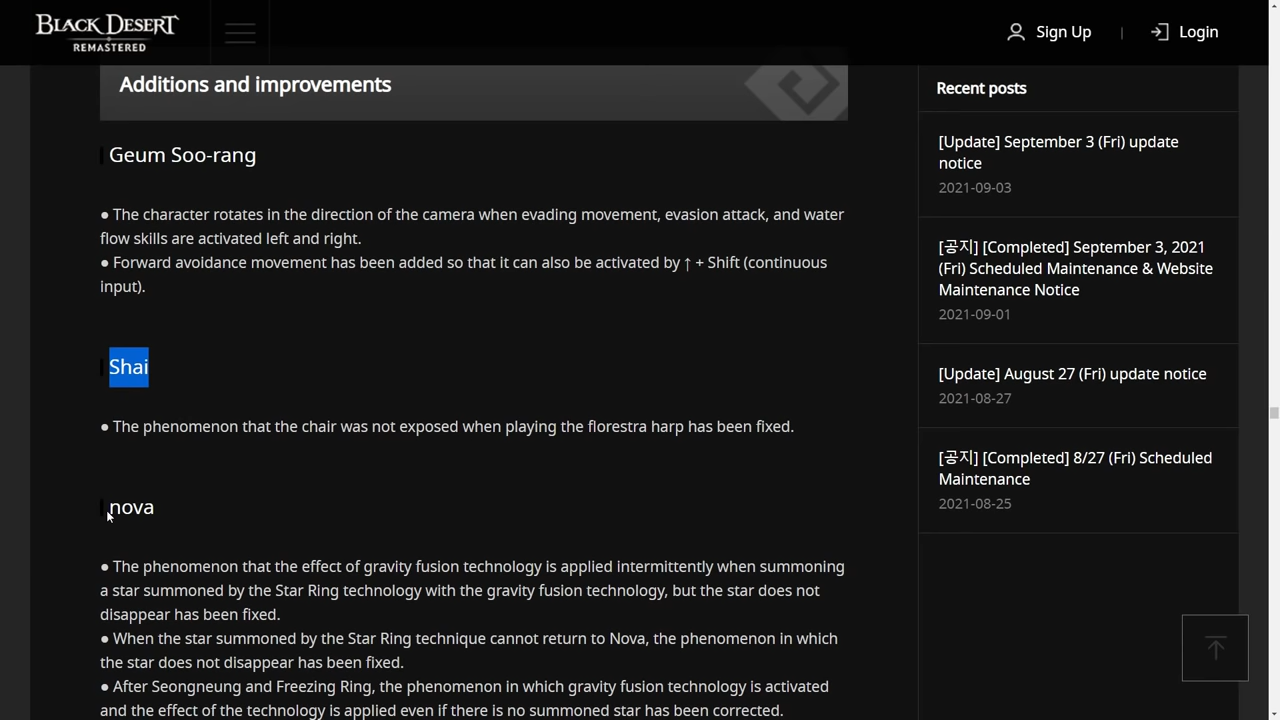 BLACK DESERT
REMASTERED
Sign Up
Login
Additions and improvements
Geum Soo-rang
● The character rotates in the direction of the camera when evading movement, evasion attack, and water
flow skills are activated left and right.
● Forward avoidance movement has been added so that it can also be activated by ↑ + Shift (continuous
input).
Shai
● The phenomenon that the chair was not exposed when playing the florestra harp has been fixed.
nova
● The phenomenon that the effect of gravity fusion technology is applied intermittently when summoning
a star summoned by the Star Ring technology with the gravity fusion technology, but the star does not
disappear has been fixed.
● When the star summoned by the Star Ring technique cannot return to Nova, the phenomenon in which
the star does not disappear has been fixed.
● After Seongneung and Freezing Ring, the phenomenon in which gravity fusion technology is activated
and the effect of the technology is applied even if there is no summoned star has been corrected.
Recent posts
[Update] September 3 (Fri) update
notice
2021-09-03
[공지] [Completed] September 3, 2021
(Fri) Scheduled Maintenance & Website
Maintenance Notice
2021-09-01
[Update] August 27 (Fri) update notice
2021-08-27
[공지] [Completed] 8/27 (Fri) Scheduled
Maintenance
2021-08-25